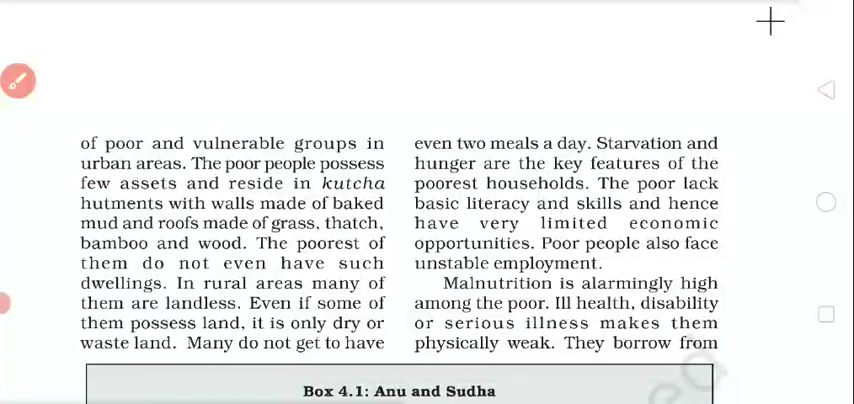 of poor and vulnerable groups in
urban areas. The poor people possess
few assets and reside in kutcha
hutments with walls made of baked
mud and roofs made of grass, thatch,
bamboo and wood. The poorest of
them do not even have such
dwellings. In rural areas many of
them are landless. Even if some of
them possess land, it is only dry or
waste land. Many do not get to have
even two meals a day. Starvation and
hunger are the key features of the
poorest households. The poor lack
basic literacy and skills and hence
have very limited economic
opportunities. Poor people also face
unstable employment.
Malnutrition is alarmingly high
among the poor. Ill health, disability
or serious illness makes them
physically weak. They borrow from
Box 4.1: Anu and Sudha